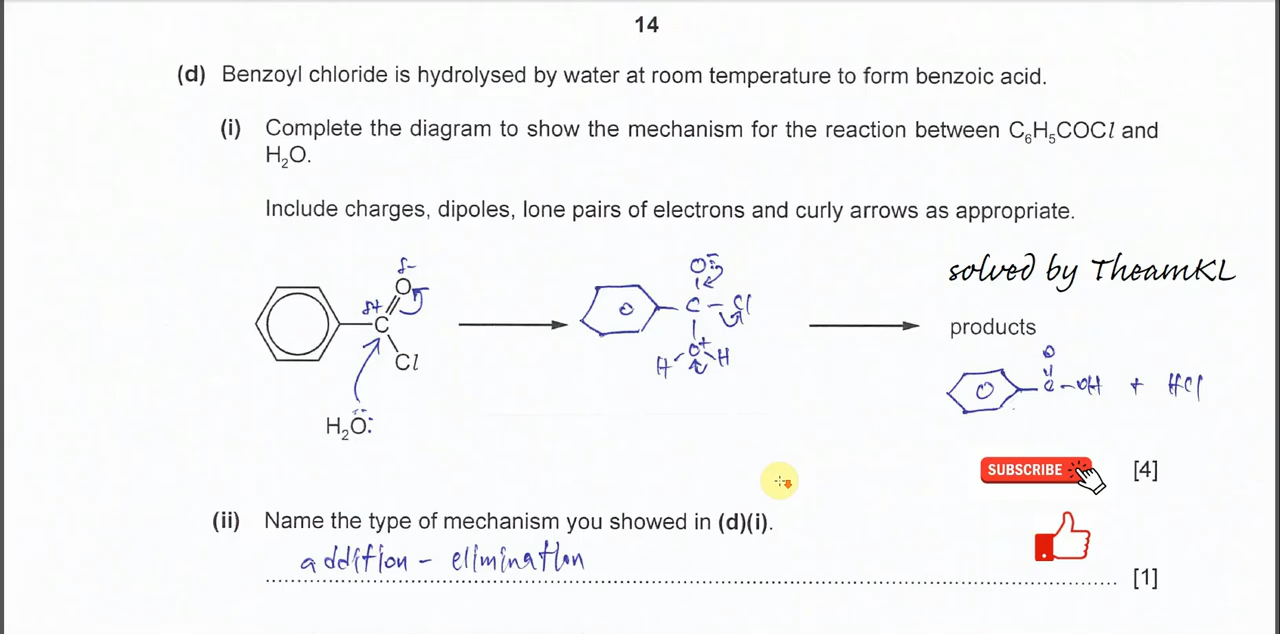 14
(d) Benzoyl chloride is hydrolysed by water at room temperature to form benzoic acid.
(i) Complete the diagram to show the mechanism for the reaction between C₆H₅COCl and
H₂O.
Include charges, dipoles, lone pairs of electrons and curly arrows as appropriate.
solved by TheamKL
δ-
O
δ+
C
Cl
H₂O:
O-
C - Cl
O+
H H
products
O
C-OH + HCl
SUBSCRIBE
[4]
(ii) Name the type of mechanism you showed in (d)(i).
addition - elimination
[1]